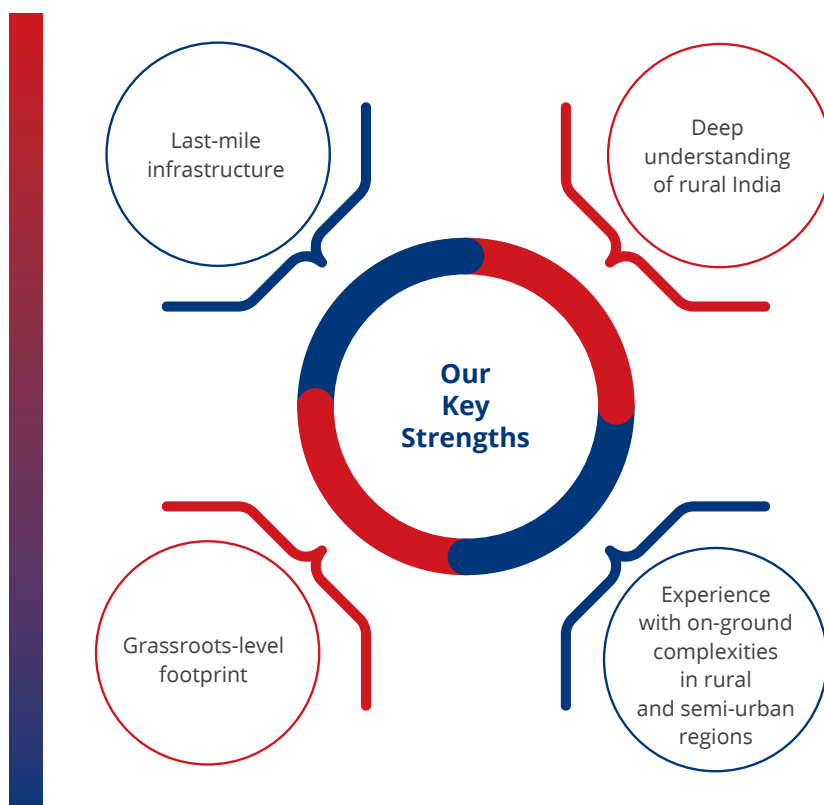 Last-mile
infrastructure
Deep
understanding
of rural India
Our
Key
Strengths
Grassroots-level
footprint
Experience
with on-ground
complexities
in rural
and semi-urban
regions